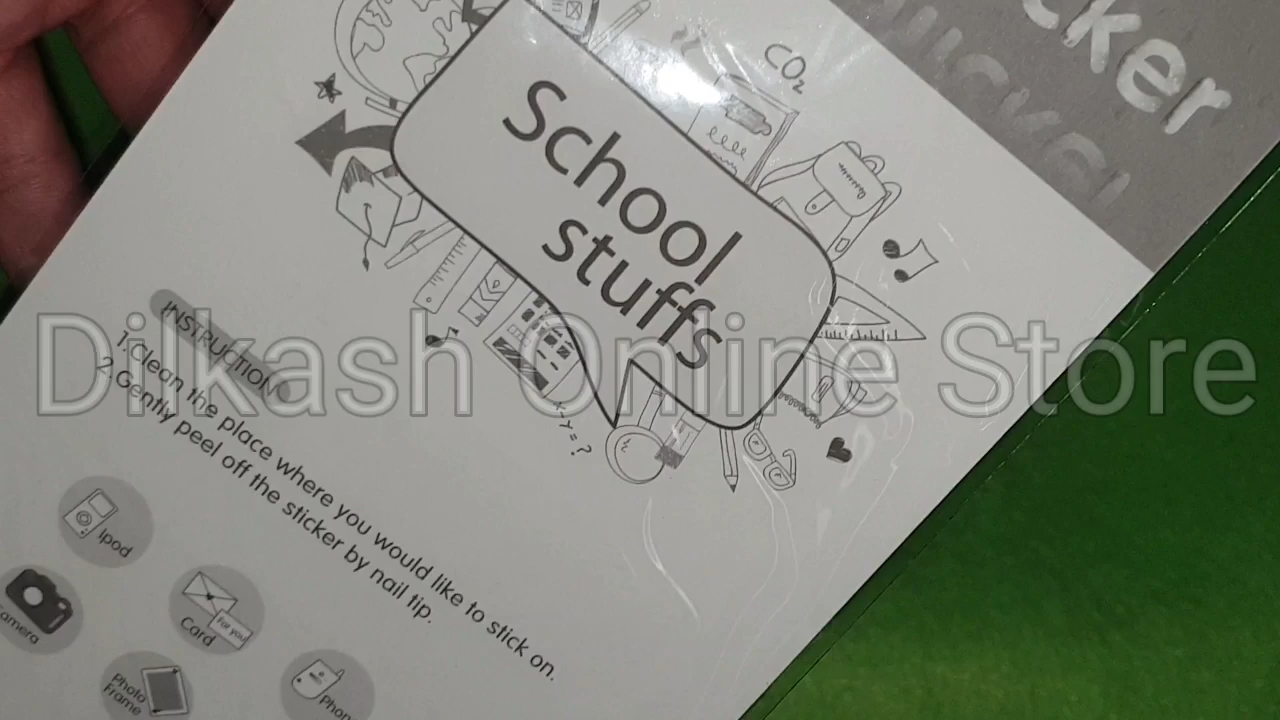 cker
CO2
School
stuffs
INSTRUCTION
1. Clean the place where you would like to stick on.
2. Gently peel off the sticker by nail tip.
x-y=?
Dilkash Online Store
Ipod
Camera
Card
For you
Photo
Frame
Phon